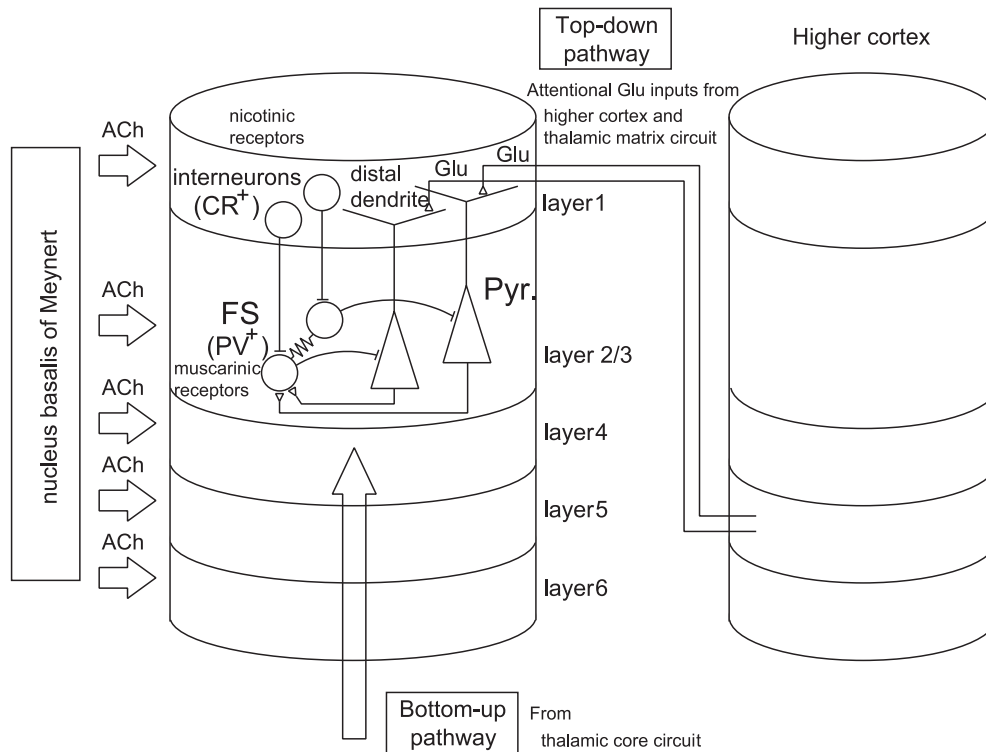 Top-down
pathway
Higher cortex
Attentional Glu inputs from
higher cortex and
thalamic matrix circuit
nicotinic
receptors
ACh
Glu
Glu
interneurons
(CR+)
distal
dendrite
layer1
nucleus basalis of Meynert
ACh
FS
(PV+)
Pyr.
muscarinic
receptors
layer 2/3
ACh
layer4
ACh
layer5
ACh
layer6
Bottom-up
pathway
From
thalamic core circuit